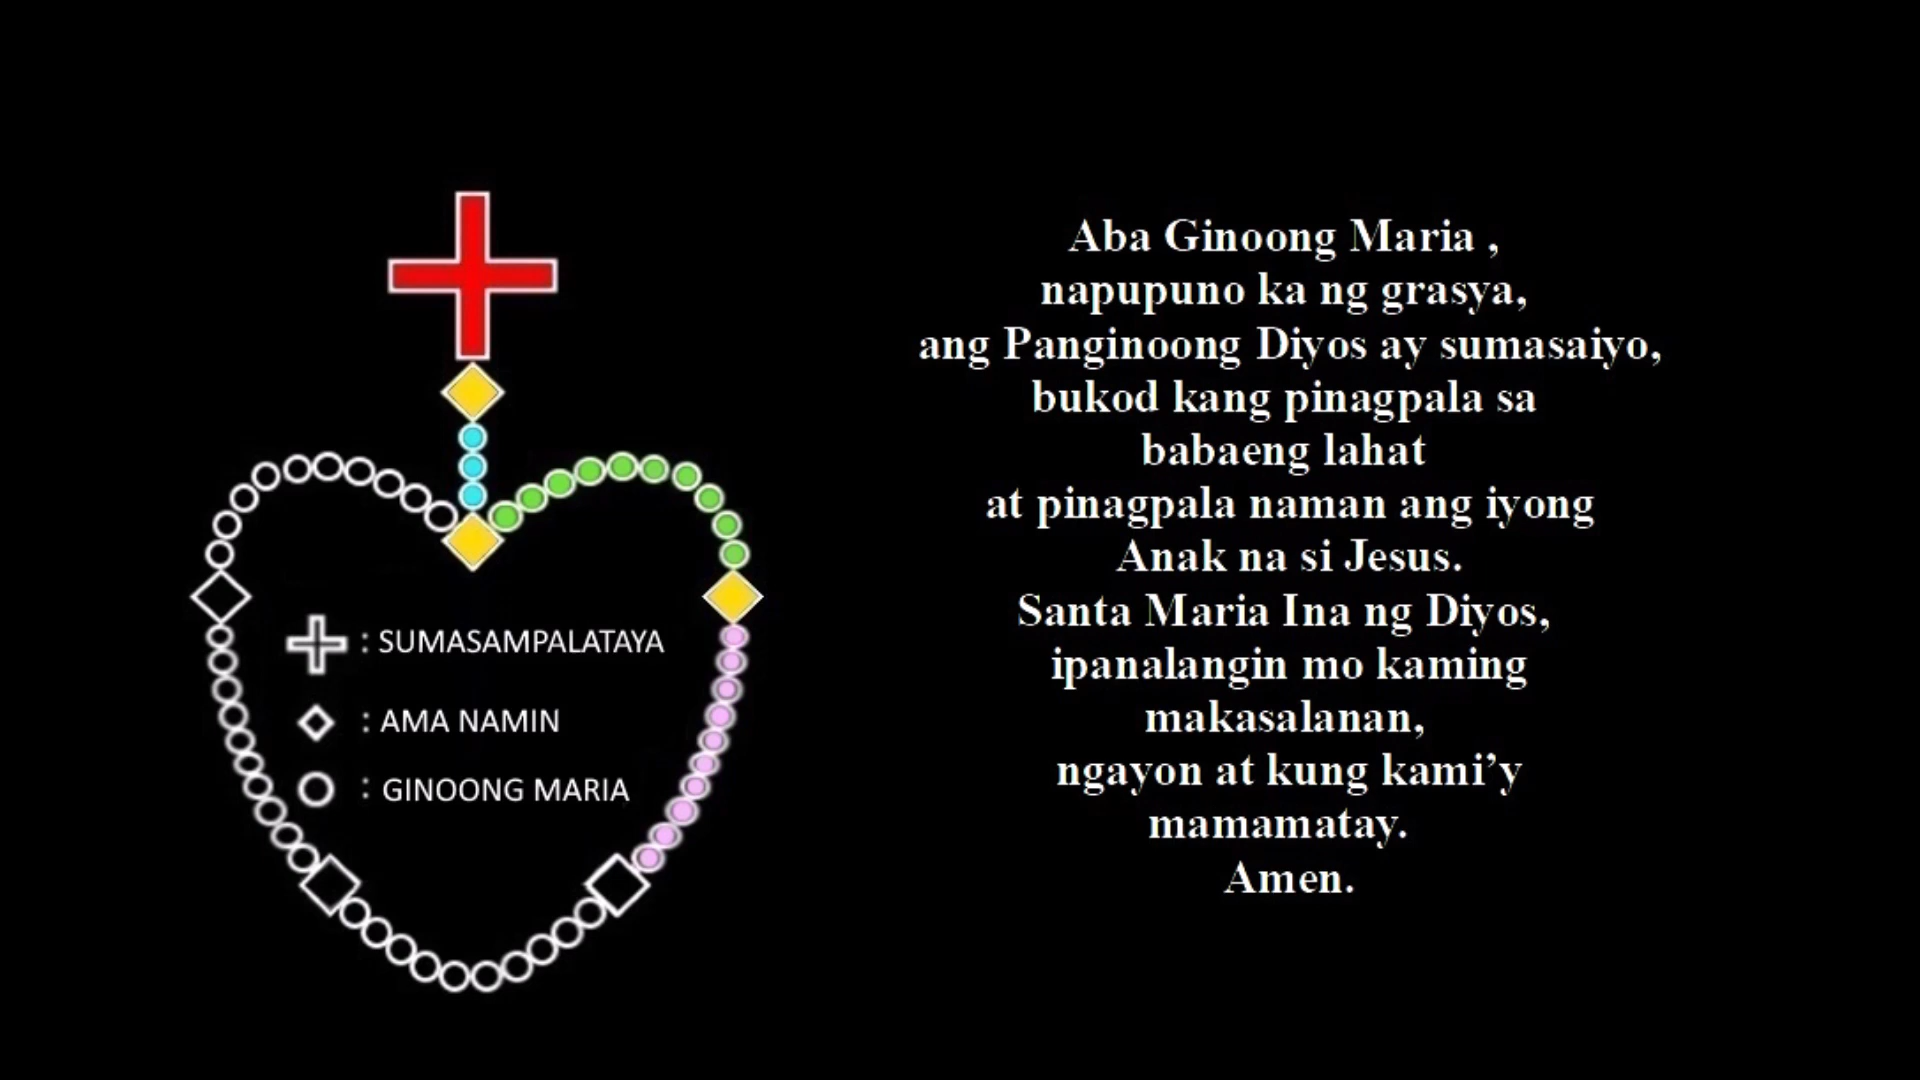 Aba Ginoong Maria ,
napupuno ka ng grasya,
ang Panginoong Diyos ay sumasaiyo,
bukod kang pinagpala sa
babaeng lahat
at pinagpala naman ang iyong
Anak na si Jesus.
Santa Maria Ina ng Diyos,
ipanalangin mo kaming
makasalanan,
ngayon at kung kami’y
mamamatay.
Amen.
: SUMASAMPALATAYA
: AMA NAMIN
: GINOONG MARIA